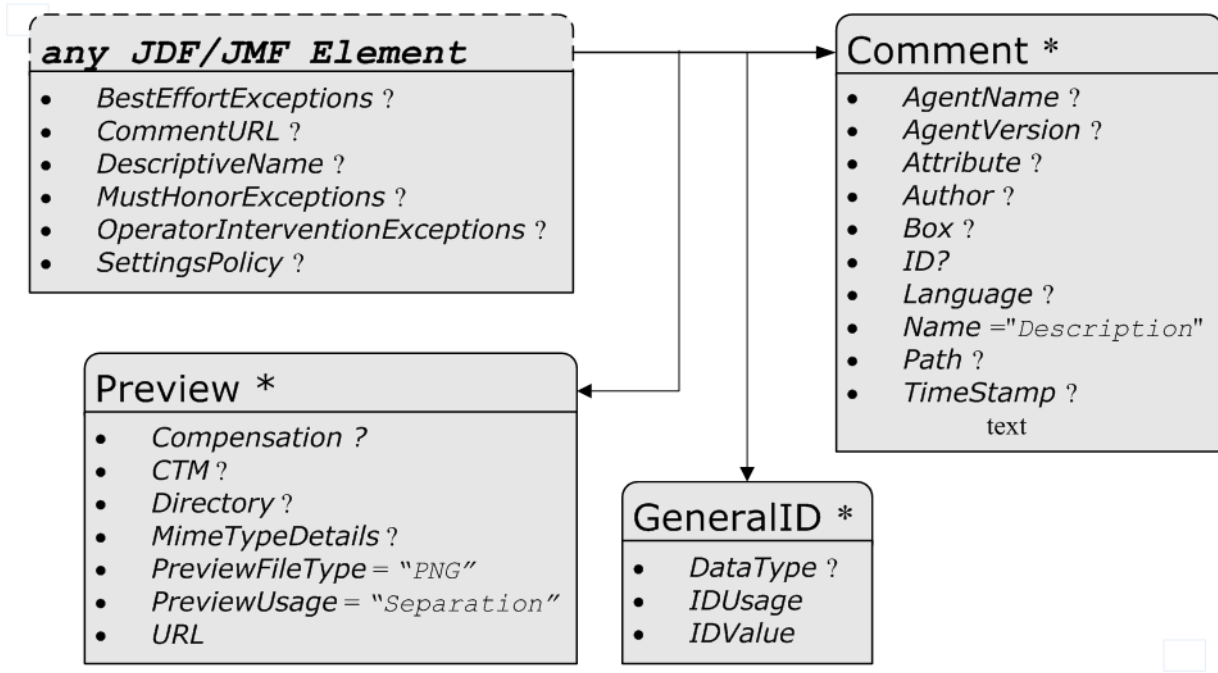 any JDF/JMF Element
• BestEffortExceptions ?
• CommentURL ?
• DescriptiveName ?
• MustHonorExceptions ?
• OperatorInterventionExceptions ?
• SettingsPolicy ?
Comment *
• AgentName ?
• AgentVersion ?
• Attribute ?
• Author ?
• Box ?
• ID?
• Language ?
• Name ="Description"
• Path ?
• TimeStamp ?
text
Preview *
• Compensation ?
• CTM ?
• Directory ?
• MimeTypeDetails ?
• PreviewFileType = “PNG”
• PreviewUsage = “Separation”
• URL
GeneralID *
• DataType ?
• IDUsage
• IDValue